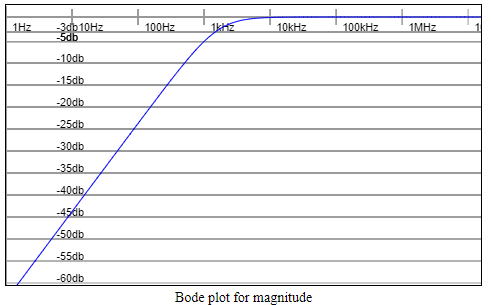 1Hz -3db 10Hz 100Hz 1kHz 10kHz 100kHz 1MHz
-5db
-10db
-15db
-20db
-25db
-30db
-35db
-40db
-45db
-50db
-55db
-60db
Bode plot for magnitude